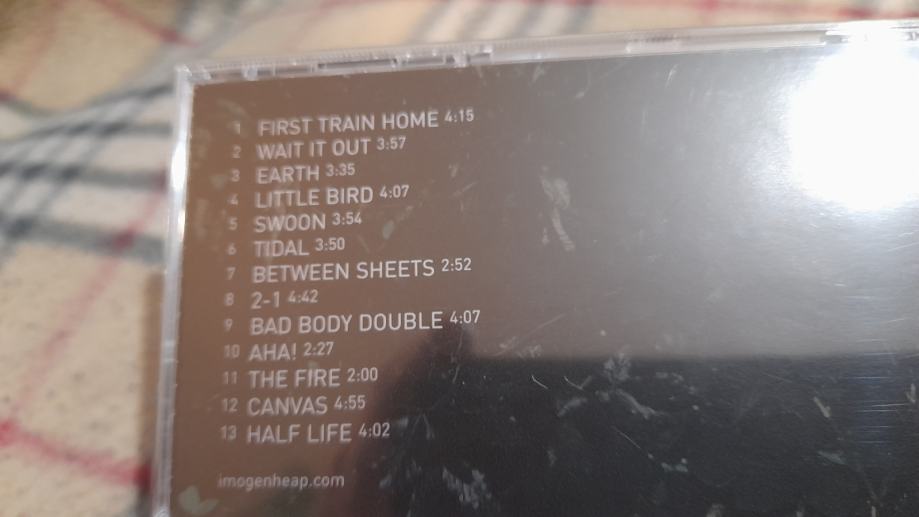 1 FIRST TRAIN HOME 4:15
2 WAIT IT OUT 3:57
3 EARTH 3:35
4 LITTLE BIRD 4:07
5 SWOON 3:54
6 TIDAL 3:50
7 BETWEEN SHEETS 2:52
8 2-1 4:42
9 BAD BODY DOUBLE 4:07
10 AHA! 2:27
11 THE FIRE 2:00
12 CANVAS 4:55
13 HALF LIFE 4:02
imogenheap.com